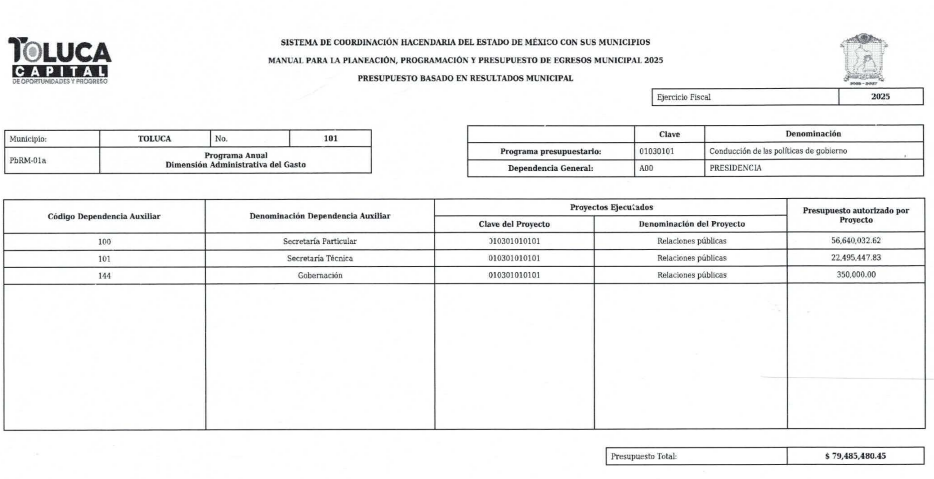 TOLUCA
CAPITAL
DE OPORTUNIDADES Y PROGRESO
SISTEMA DE COORDINACIÓN HACENDARIA DEL ESTADO DE MÉXICO CON SUS MUNICIPIOS
MANUAL PARA LA PLANEACIÓN, PROGRAMACIÓN Y PRESUPUESTO DE EGRESOS MUNICIPAL 2025
PRESUPUESTO BASADO EN RESULTADOS MUNICIPAL
Ejercicio Fiscal 2025
Municipio: TOLUCA No. 101
PbRM-01a Programa Anual
Dimensión Administrativa del Gasto
Clave Denominación
Programa presupuestario: 01030101 Conducción de las políticas de gobierno
Dependencia General: A00 PRESIDENCIA
Código Dependencia Auxiliar Denominación Dependencia Auxiliar Proyectos Ejecutados Presupuesto autorizado por Proyecto
Clave del Proyecto Denominación del Proyecto
100 Secretaría Particular 010301010101 Relaciones públicas 56,640,032.62
101 Secretaría Técnica 010301010101 Relaciones públicas 22,495,447.83
144 Gobernación 010301010101 Relaciones públicas 350,000.00
Presupuesto Total: $ 79,485,480.45